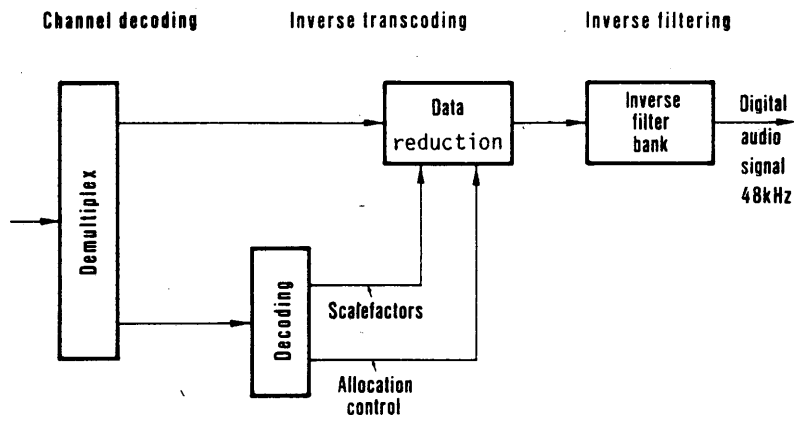 Channel decoding
Inverse transcoding
Inverse filtering
Demultiplex
Data
reduction
Inverse
filter
bank
Digital
audio
signal
48kHz
Decoding
Scalefactors
Allocation
control